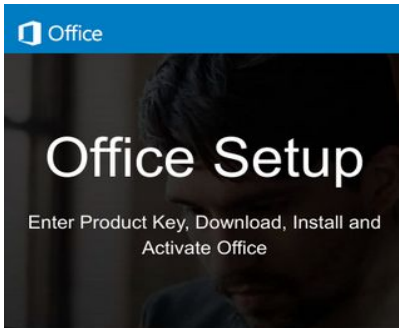 Office
Office Setup
Enter Product Key, Download, Install and
Activate Office